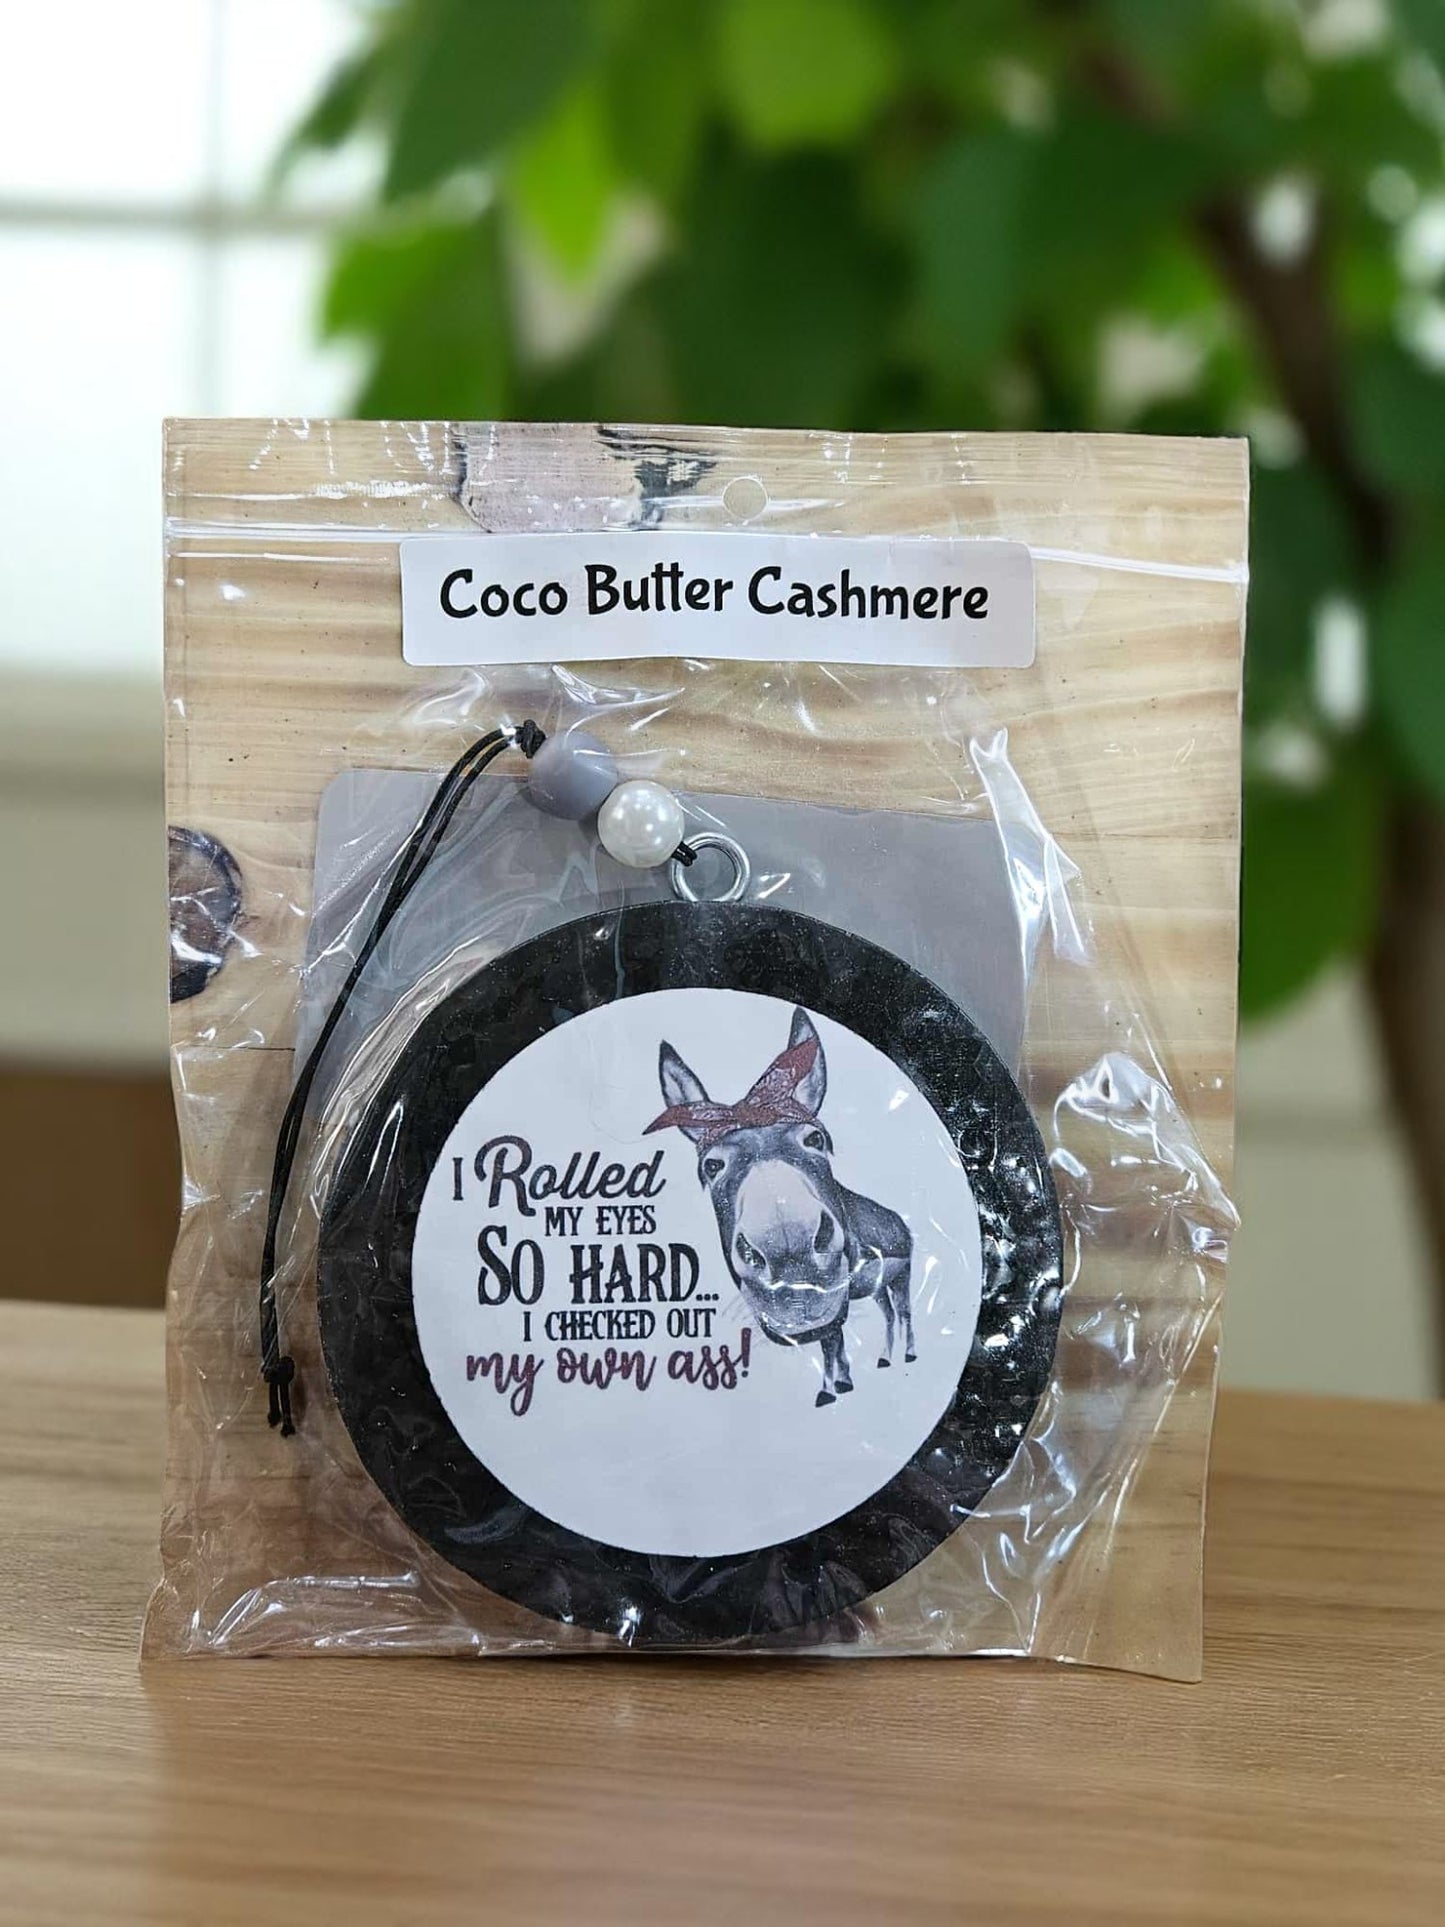 Coco Butter Cashmere
I Rolled
MY EYES
SO HARD...
I CHECKED OUT
my own ass!